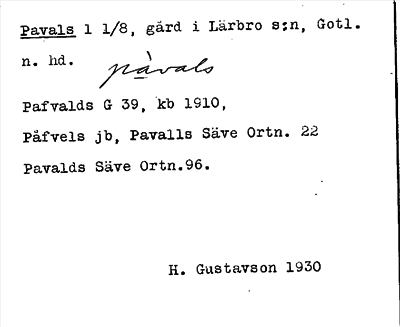 Pavals 1 1/8, gård i Lärbro s:n, Gotl.
n. hd.
påvals
Pafvalds G 39, kb 1910,
Påfvels jb, Pavalls Säve Ortn. 22
Pavalds Säve Ortn.96.
H. Gustavson 1930